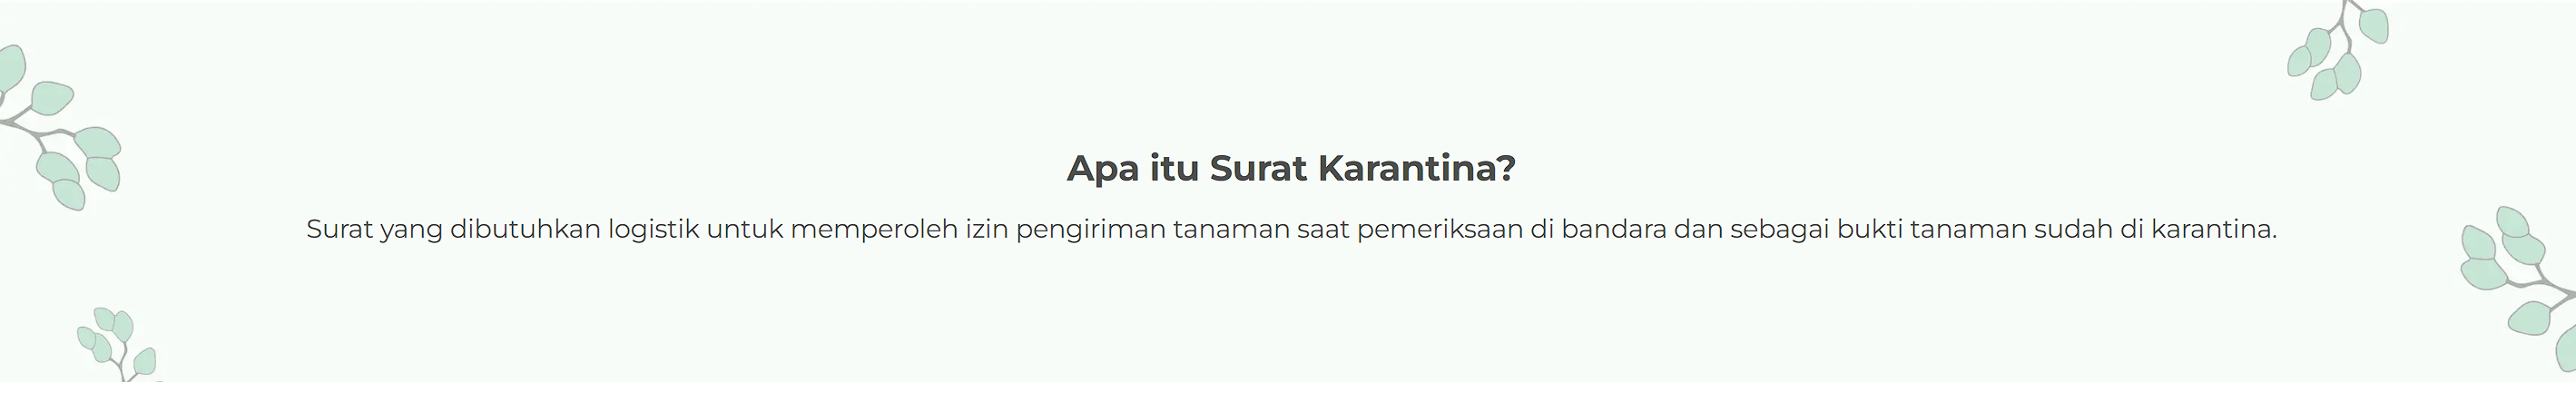 Apa itu Surat Karantina?
Surat yang dibutuhkan logistik untuk memperoleh izin pengiriman tanaman saat pemeriksaan di bandara dan sebagai bukti tanaman sudah di karantina.